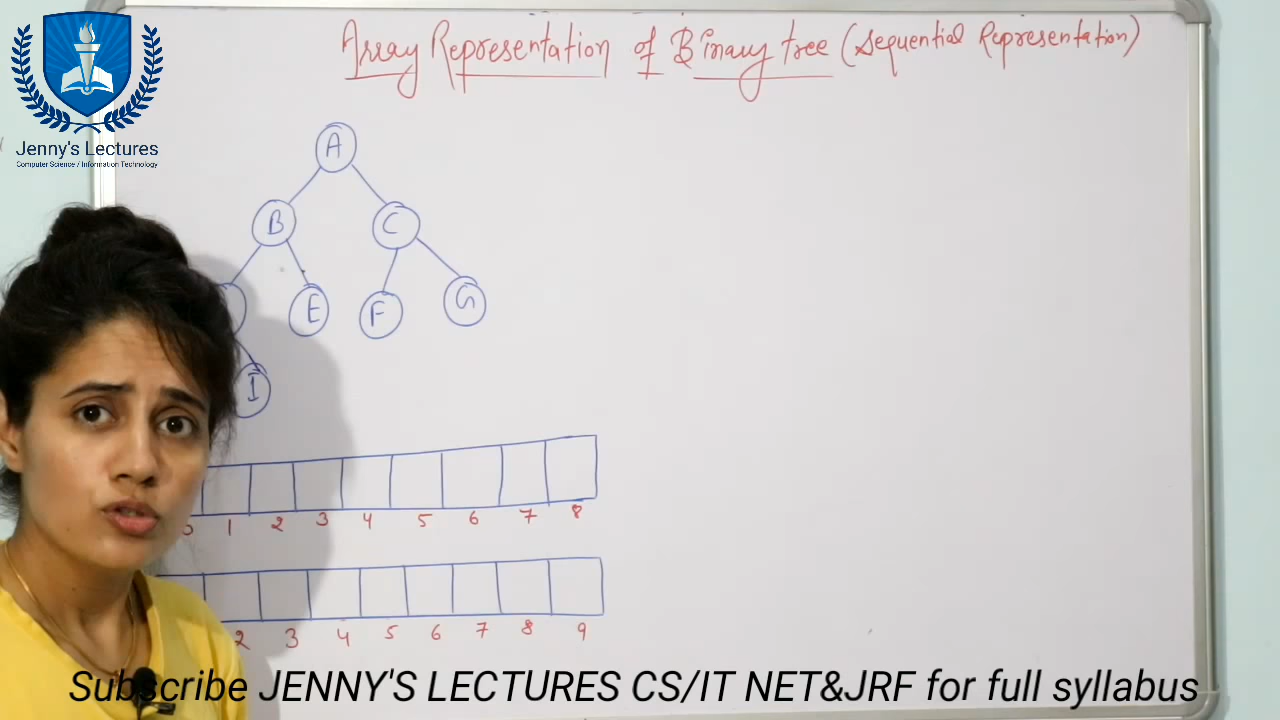 Array Representation of Binary tree (Sequential Representation)
Jenny's Lectures
Computer Science / Information Technology
A
B C
E F G
I
0 1 2 3 4 5 6 7 8
2 3 4 5 6 7 8 9
Subscribe JENNY'S LECTURES CS/IT NET&JRF for full syllabus